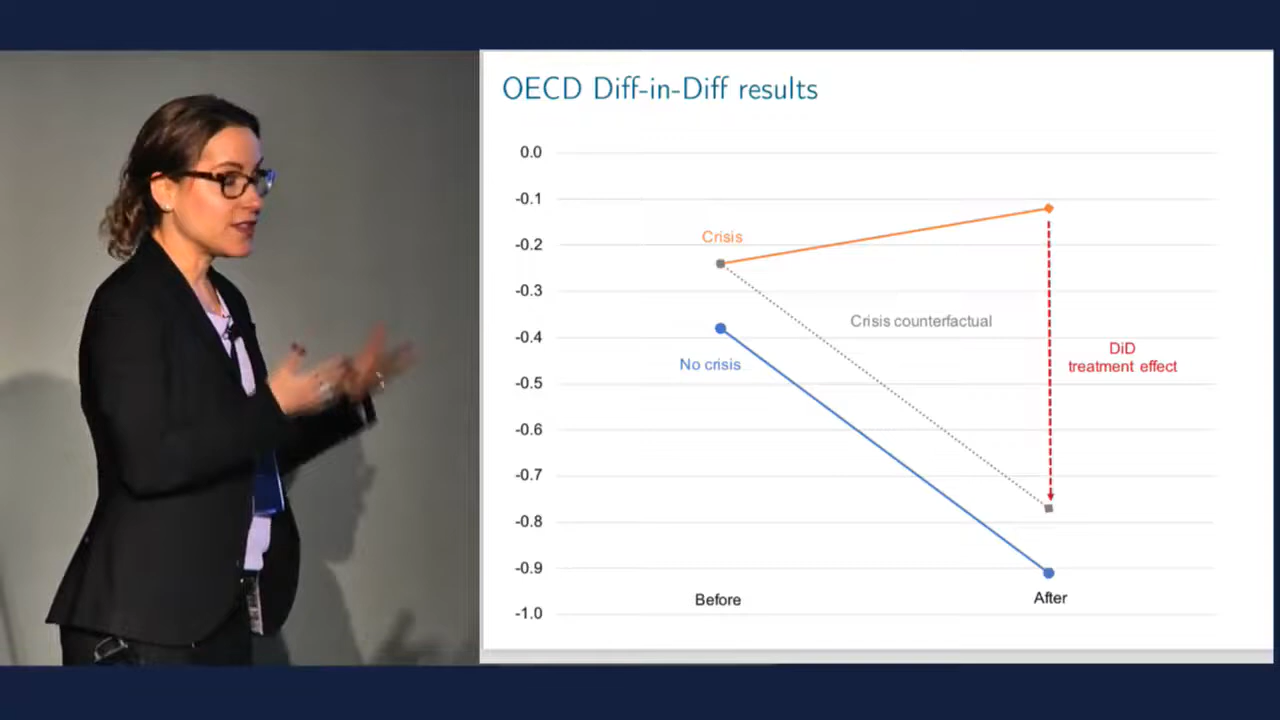 OECD Diff-in-Diff results
0.0
-0.1
-0.2
-0.3
-0.4
-0.5
-0.6
-0.7
-0.8
-0.9
-1.0
Crisis
Crisis counterfactual
No crisis
DiD
treatment effect
Before
After